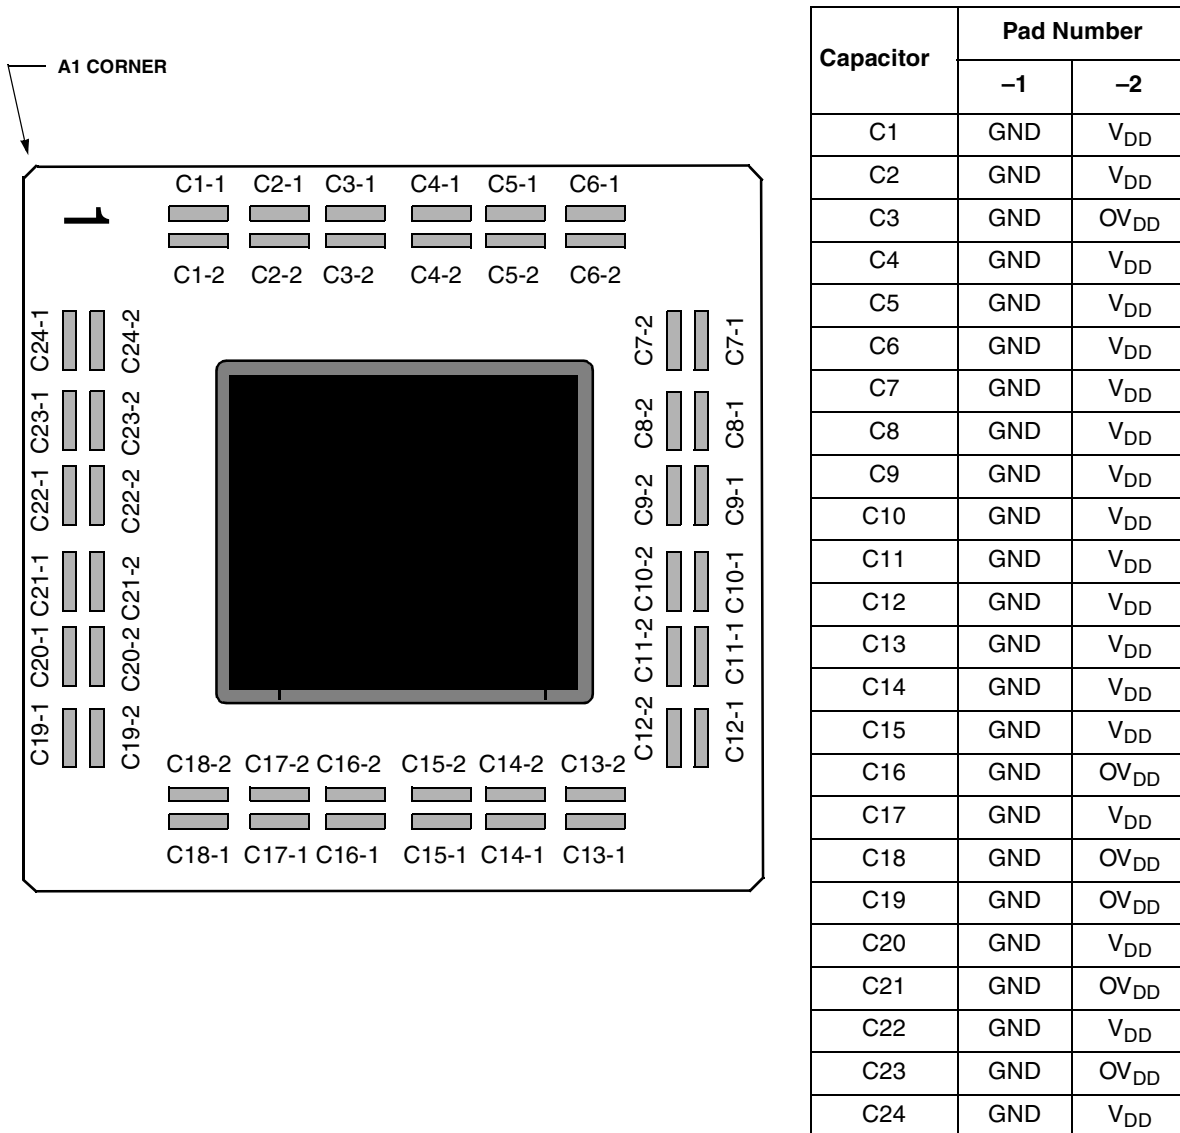 A1 CORNER
1
C1-1 C2-1 C3-1 C4-1 C5-1 C6-1
C1-2 C2-2 C3-2 C4-2 C5-2 C6-2
C24-1 C24-2 C7-2 C7-1
C23-1 C23-2 C8-2 C8-1
C22-1 C22-2 C9-2 C9-1
C21-1 C21-2 C10-2 C10-1
C20-1 C20-2 C11-2 C11-1
C19-1 C19-2 C12-2 C12-1
C18-2 C17-2 C16-2 C15-2 C14-2 C13-2
C18-1 C17-1 C16-1 C15-1 C14-1 C13-1
Capacitor Pad Number
–1 –2
C1 GND VDD
C2 GND VDD
C3 GND OVDD
C4 GND VDD
C5 GND VDD
C6 GND VDD
C7 GND VDD
C8 GND VDD
C9 GND VDD
C10 GND VDD
C11 GND VDD
C12 GND VDD
C13 GND VDD
C14 GND VDD
C15 GND VDD
C16 GND OVDD
C17 GND VDD
C18 GND OVDD
C19 GND OVDD
C20 GND VDD
C21 GND OVDD
C22 GND VDD
C23 GND OVDD
C24 GND VDD